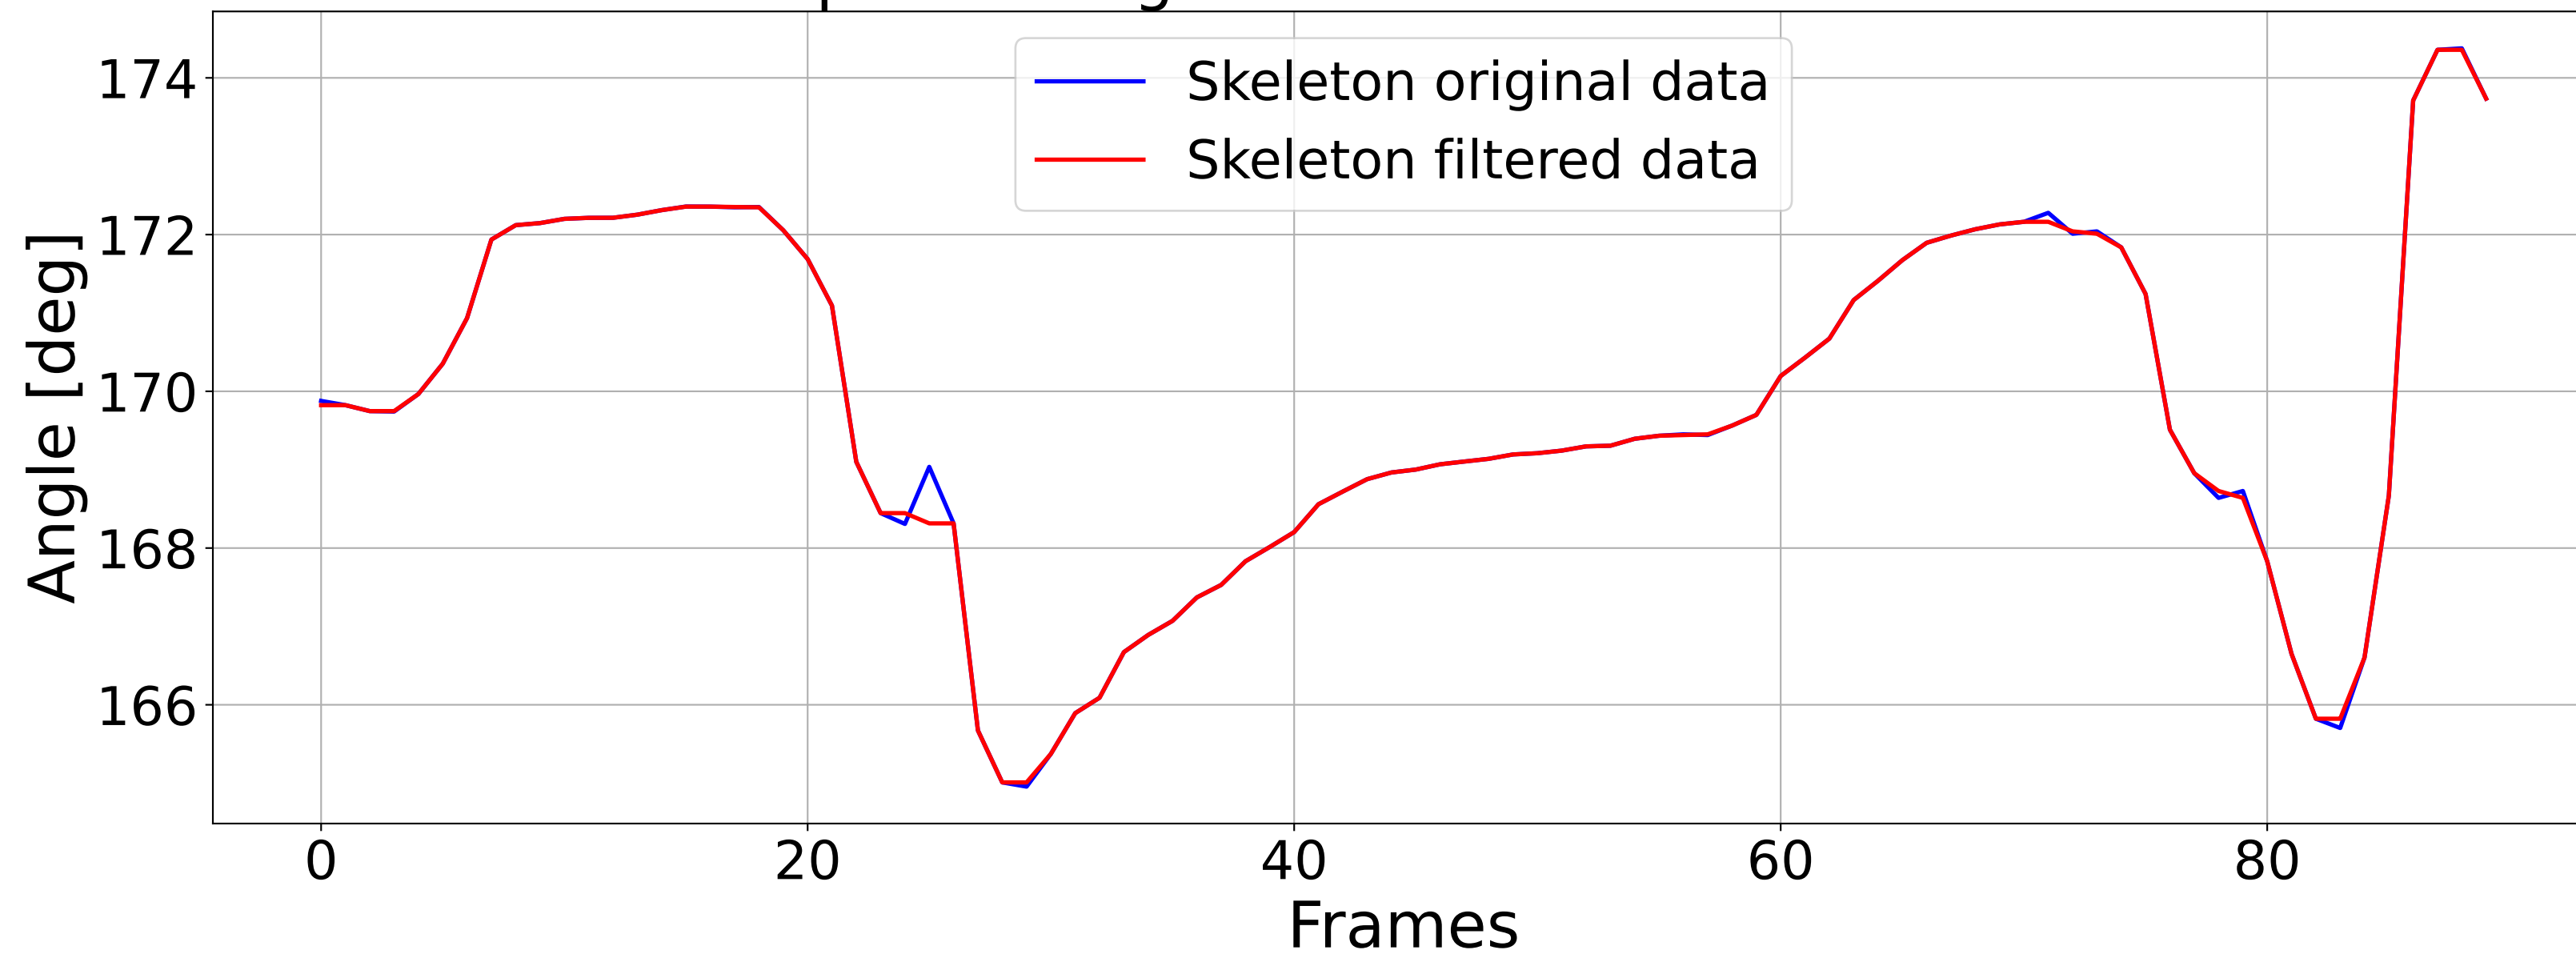 Skeleton original data
Skeleton filtered data
Angle [deg]
174
172
170
168
166
0 20 40 60 80
Frames